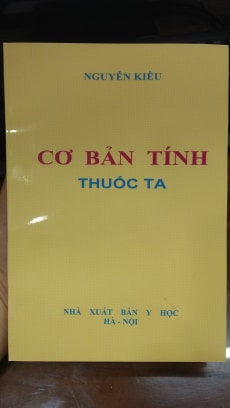 NGUYỄN KIỀU
CƠ BẢN TÍNH
THUỐC TA
NHÀ XUẤT BẢN Y HỌC
HÀ - NỘI